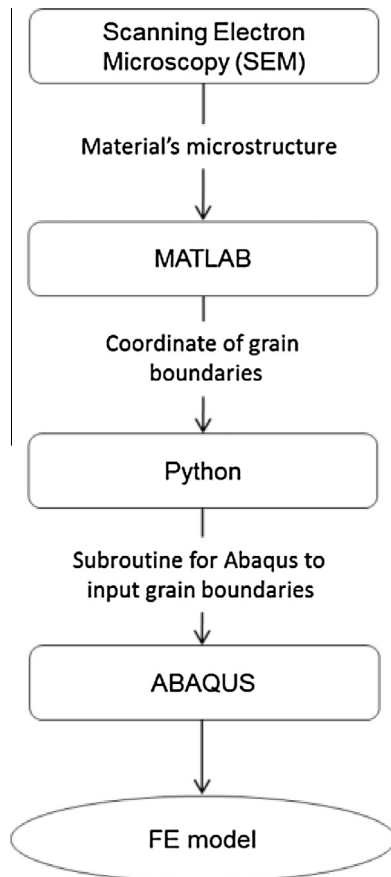 Scanning Electron
Microscopy (SEM)
Material's microstructure
MATLAB
Coordinate of grain
boundaries
Python
Subroutine for Abaqus to
input grain boundaries
ABAQUS
FE model